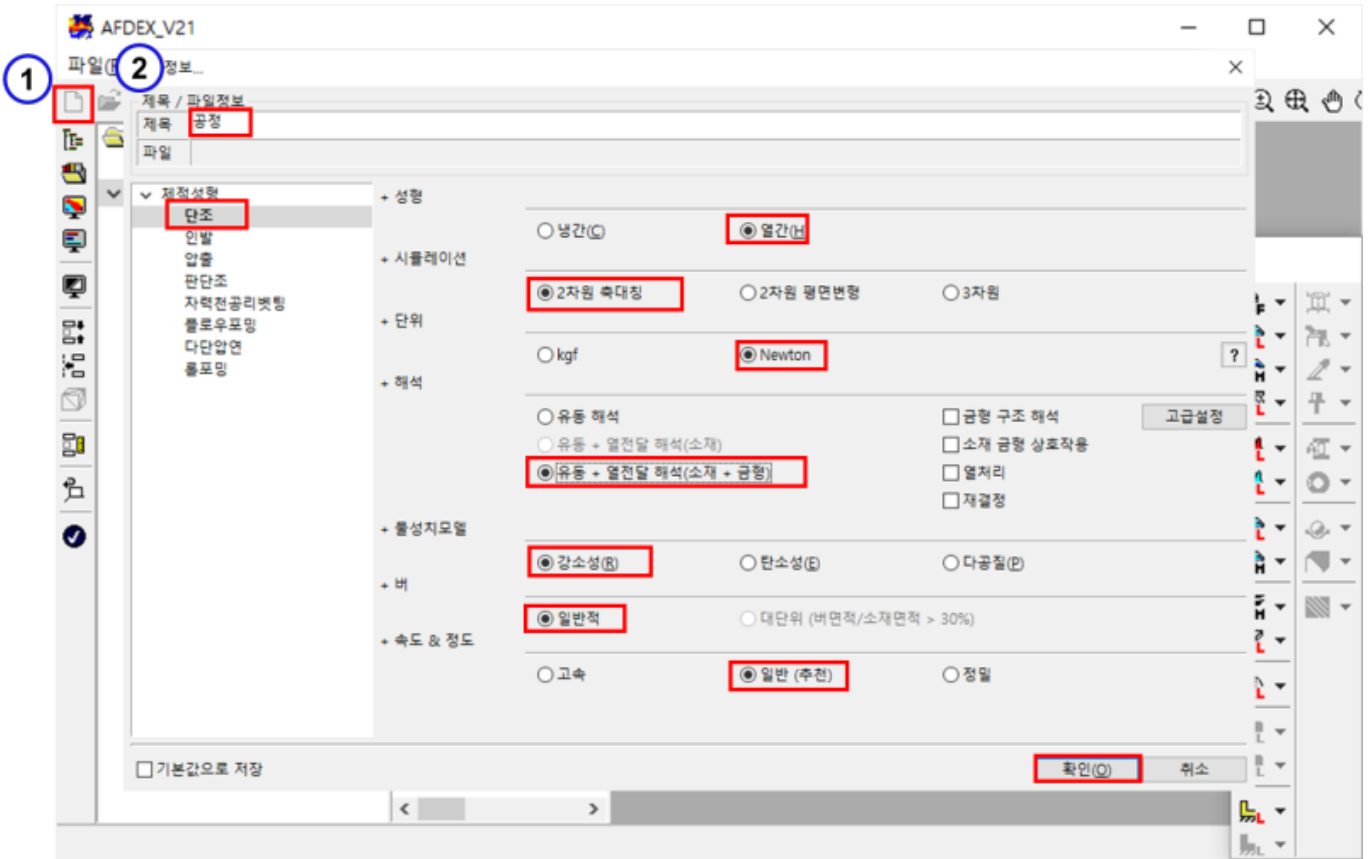 AFDEX_V21
파일(
정보...
1
2
제목 / 파일정보
제목 공정
파일
체적성형
단조
인발
압출
판단조
자력천공리벳팅
플로우포밍
다단압연
롤포밍
+ 성형
냉간(C) 열간(H
+ 시뮬레이션
2차원 축대칭 2차원 평면변형 3차원
+ 단위
kgf Newton ?
+ 해석
유동 해석 금형 구조 해석 고급설정
유동 + 열전달 해석(소재) 소재 금형 상호작용
유동 + 열전달 해석(소재 + 금형) 열처리
재결정
+ 물성치모델
강소성(R) 탄소성(E) 다공질(P)
+ 버
일반적 대단위 (버면적/소재면적 > 30%)
+ 속도 & 정도
고속 일반 (추천) 정밀
기본값으로 저장 확인(O) 취소